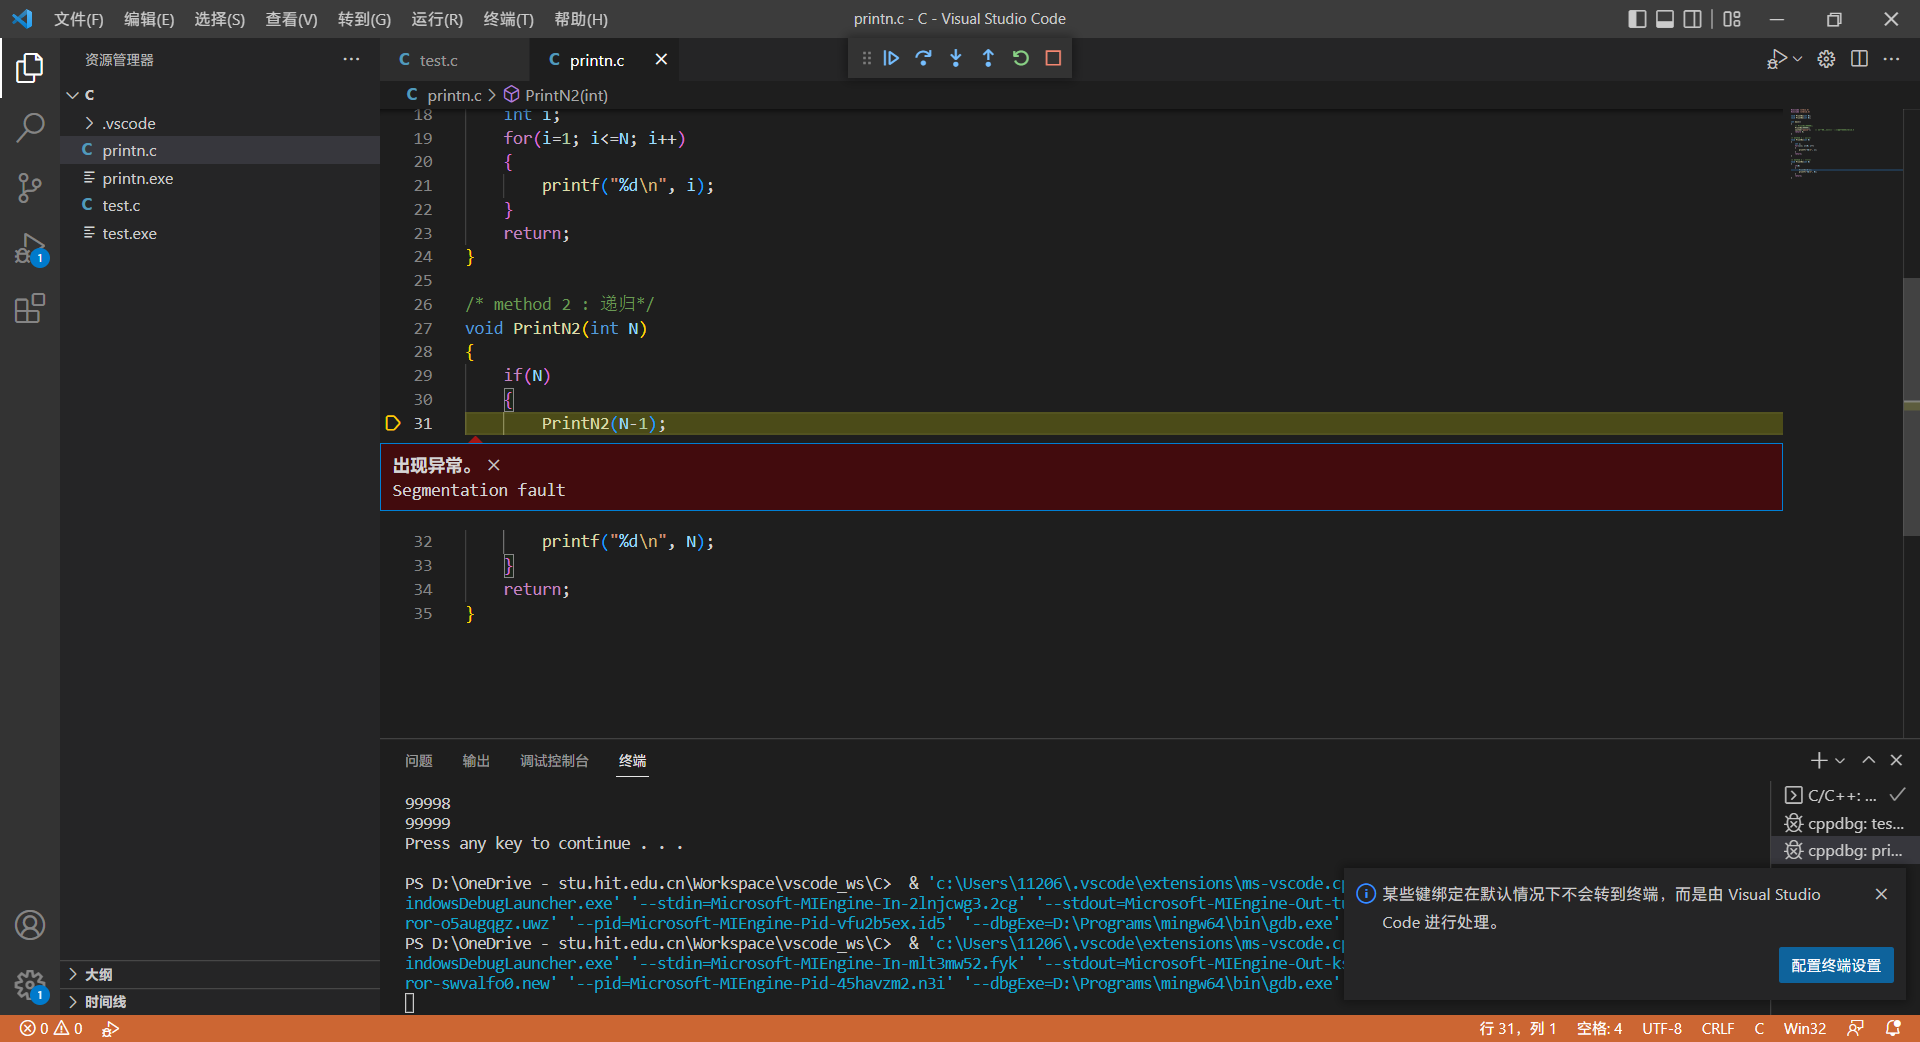 文件(F) 编辑(E) 选择(S) 查看(V) 转到(G) 运行(R) 终端(T) 帮助(H) printn.c - C - Visual Studio Code
资源管理器
C
.vscode
printn.c
printn.exe
test.c
test.exe
大纲
时间线
C test.c C printn.c
C printn.c > PrintN2(int)
18 int i;
19 for(i=1; i<=N; i++)
20 {
21 printf("%d\n", i);
22 }
23 return;
24 }
25
26 /* method 2 : 递归*/
27 void PrintN2(int N)
28 {
29 if(N)
30 {
31 PrintN2(N-1);
出现异常。
Segmentation fault
32 printf("%d\n", N);
33 }
34 return;
35 }
问题 输出 调试控制台 终端
99998
99999
Press any key to continue . . .
PS D:\OneDrive - stu.hit.edu.cn\Workspace\vscode_ws\C> & 'c:\Users\11206\.vscode\extensions\ms-vscode.cp
indowsDebugLauncher.exe' '--stdin=Microsoft-MIEngine-In-2lnjcwg3.2cg' '--stdout=Microsoft-MIEngine-Out-tu
ror-o5augqgz.uwz' '--pid=Microsoft-MIEngine-Pid-vfu2b5ex.id5' '--dbgExe=D:\Programs\mingw64\bin\gdb.exe'
PS D:\OneDrive - stu.hit.edu.cn\Workspace\vscode_ws\C> & 'c:\Users\11206\.vscode\extensions\ms-vscode.cp
indowsDebugLauncher.exe' '--stdin=Microsoft-MIEngine-In-mlt3mw52.fyk' '--stdout=Microsoft-MIEngine-Out-ks
ror-swvalfo0.new' '--pid=Microsoft-MIEngine-Pid-45havzm2.n3i' '--dbgExe=D:\Programs\mingw64\bin\gdb.exe'
C/C++: ...
cppdbg: tes...
cppdbg: pri...
某些键绑定在默认情况下不会转到终端，而是由 Visual Studio
Code 进行处理。
配置终端设置
0 0 行 31，列 1 空格: 4 UTF-8 CRLF C Win32